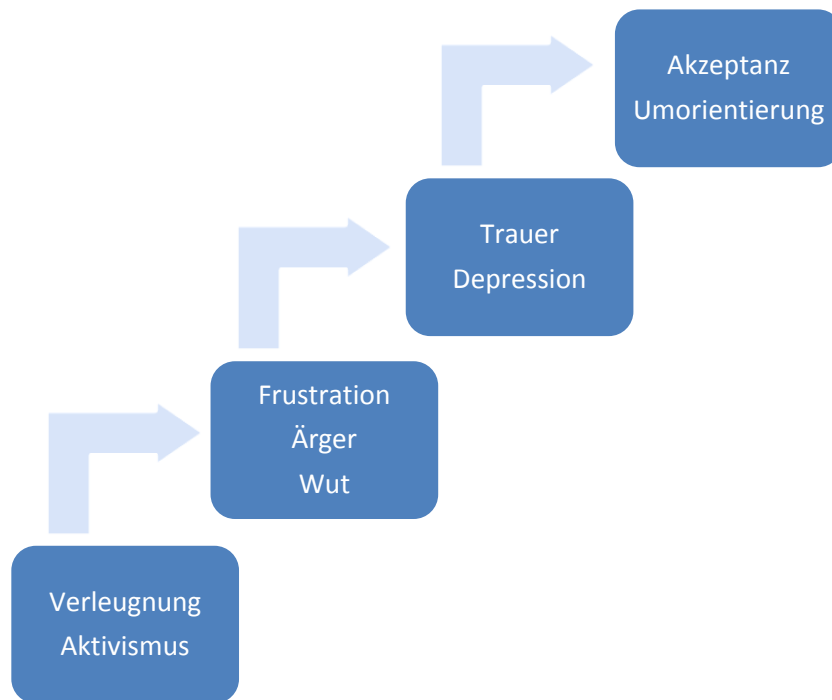 Akzeptanz
Umorientierung
Trauer
Depression
Frustration
Ärger
Wut
Verleugnung
Aktivismus